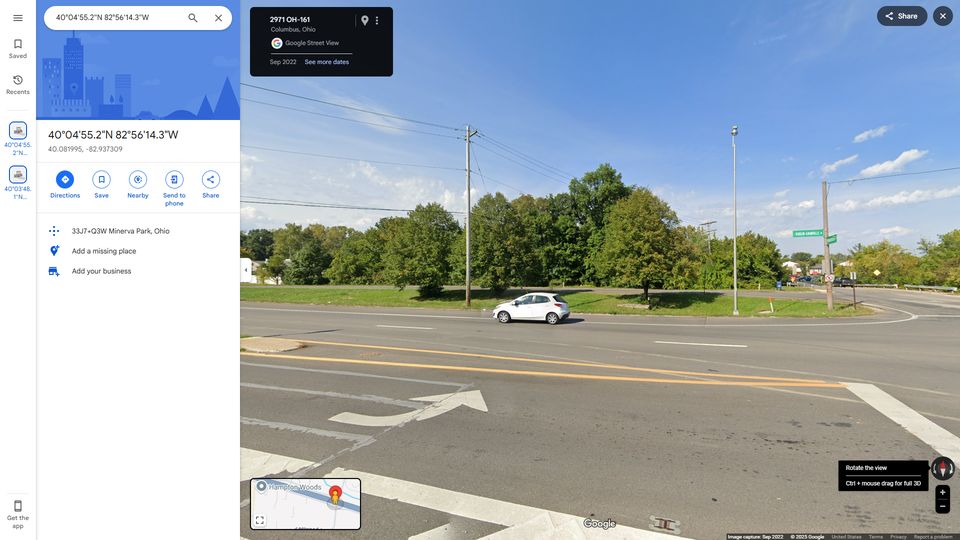 40°04'55.2"N 82°56'14.3"W
Saved
Recents
40°04'55.
2"N...
40°03'48.
1"N...
Get the
app
40°04'55.2"N 82°56'14.3"W
40.081995, -82.937309
Directions
Save
Nearby
Send to
phone
Share
33J7+Q3W Minerva Park, Ohio
Add a missing place
Add your business
2971 OH-161
Columbus, Ohio
Google Street View
Sep 2022 See more dates
Share
Hampton Woods
Google
Rotate the view
Ctrl + mouse drag for full 3D
Image capture: Sep 2022 © 2025 Google United States Terms Privacy Report a problem